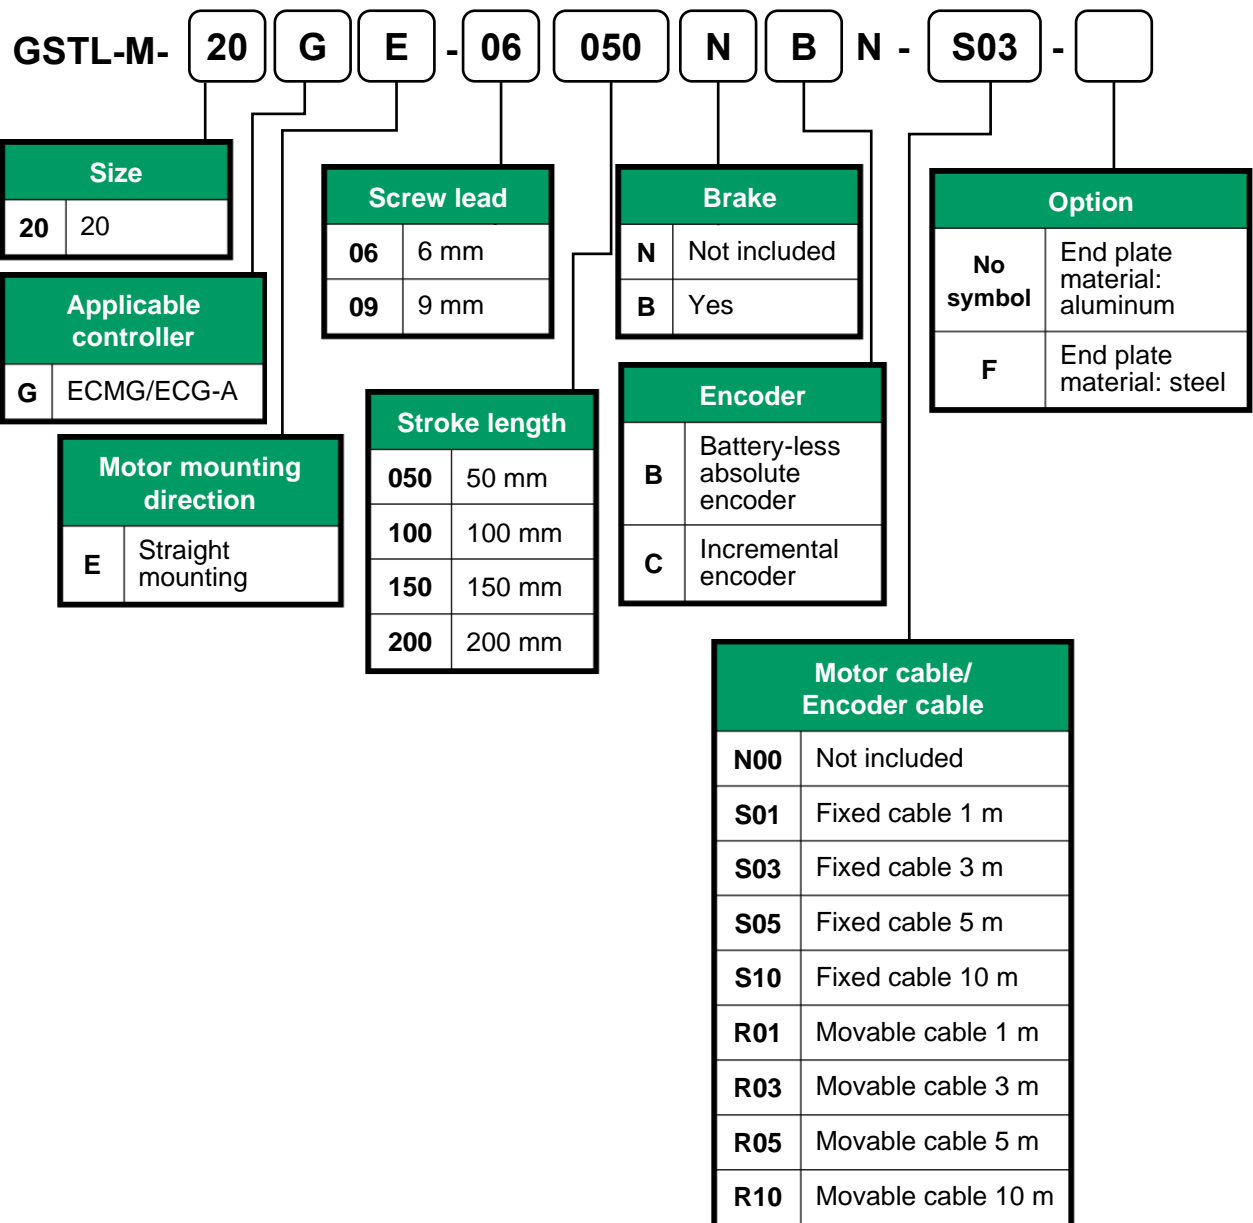 GSTL-M- 20 G E - 06 050 N B N - S03 -
Size
20 20
Applicable
controller
G ECMG/ECG-A
Motor mounting
direction
E Straight
mounting
Screw lead
06 6 mm
09 9 mm
Stroke length
050 50 mm
100 100 mm
150 150 mm
200 200 mm
Brake
N Not included
B Yes
Encoder
B Battery-less
absolute
encoder
C Incremental
encoder
Motor cable/
Encoder cable
N00 Not included
S01 Fixed cable 1 m
S03 Fixed cable 3 m
S05 Fixed cable 5 m
S10 Fixed cable 10 m
R01 Movable cable 1 m
R03 Movable cable 3 m
R05 Movable cable 5 m
R10 Movable cable 10 m
Option
No
symbol
End plate
material:
aluminum
F End plate
material: steel